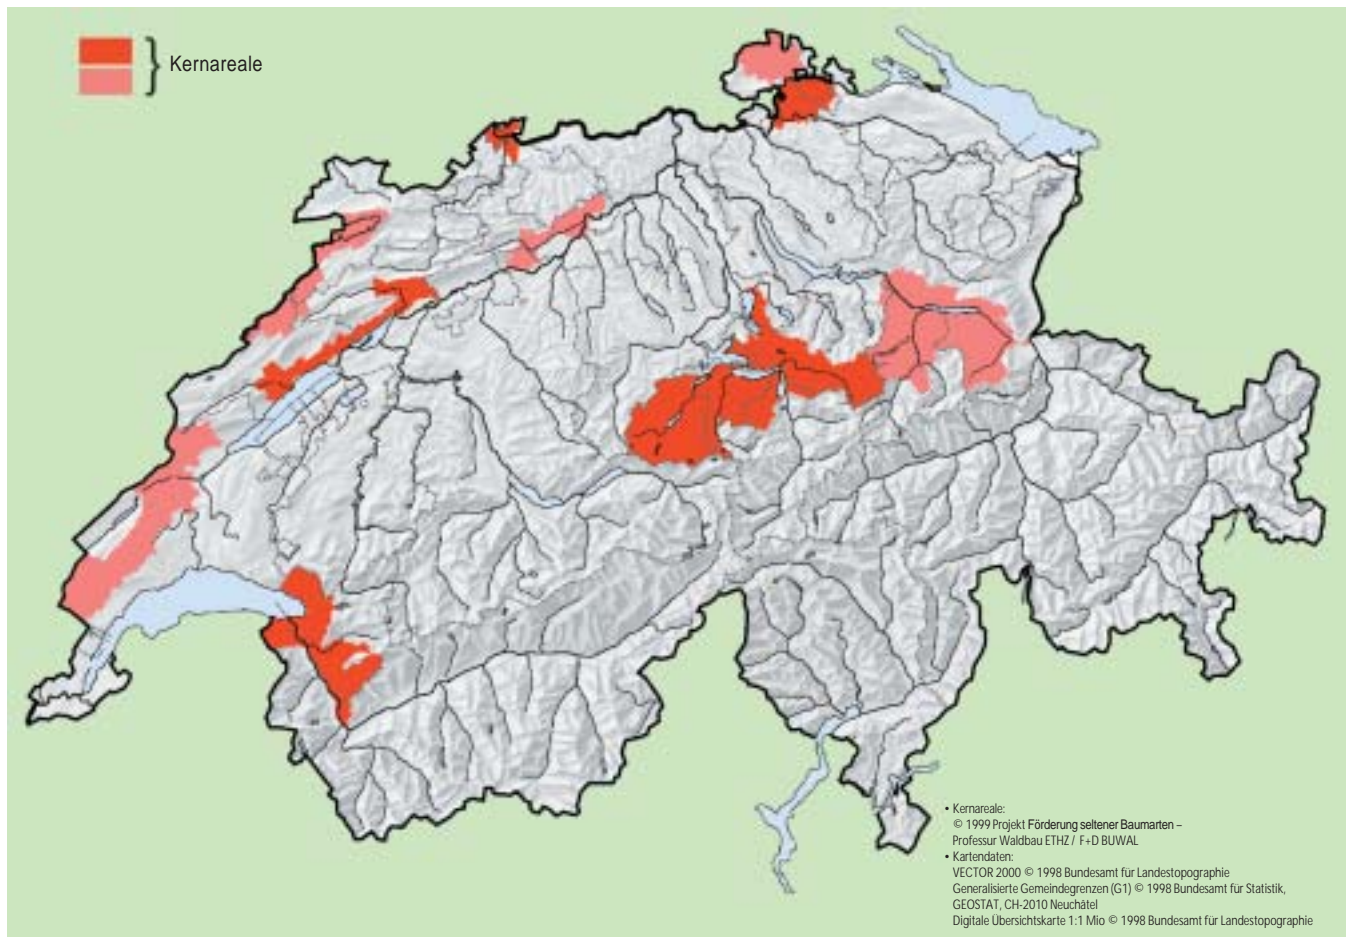 Kernareale
• Kernareale:
© 1999 Projekt Förderung seltener Baumarten –
Professur Waldbau ETHZ / F+D BUWAL
• Kartendaten:
VECTOR 2000 © 1998 Bundesamt für Landestopographie
Generalisierte Gemeindegrenzen (G1) © 1998 Bundesamt für Statistik,
GEOSTAT, CH-2010 Neuchâtel
Digitale Übersichtskarte 1:1 Mio © 1998 Bundesamt für Landestopographie